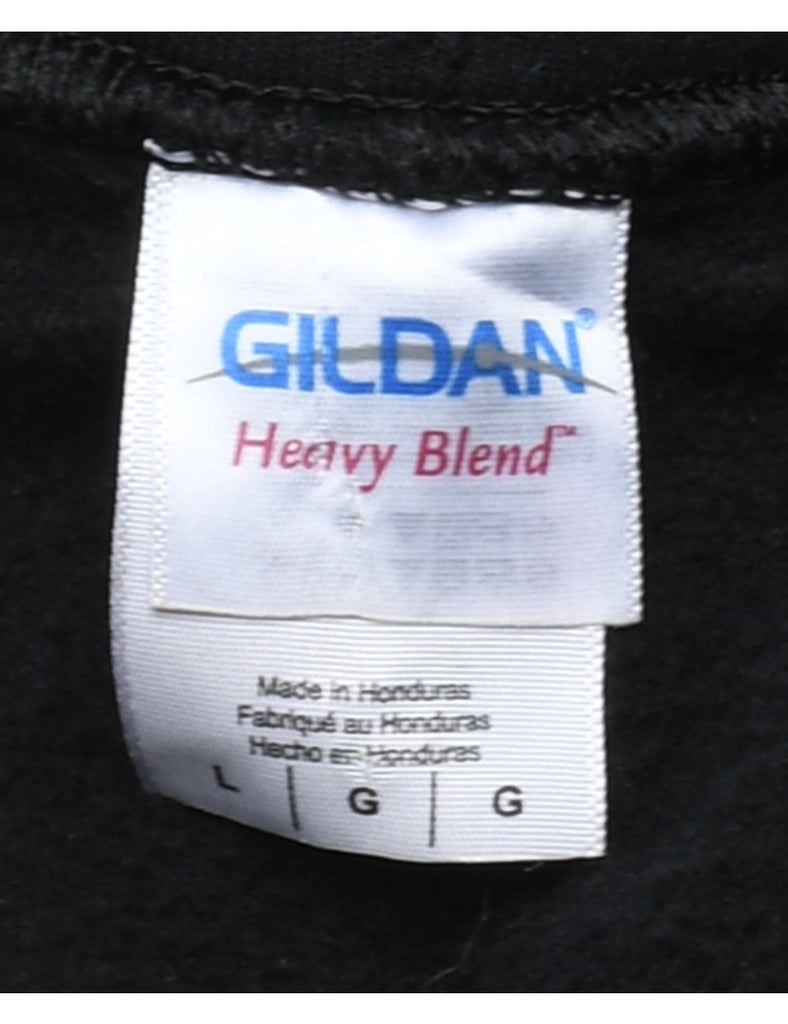 GILDAN®
Heavy Blend™
Made in Honduras
Fabriqué au Honduras
Hecho en Honduras
L | G | G